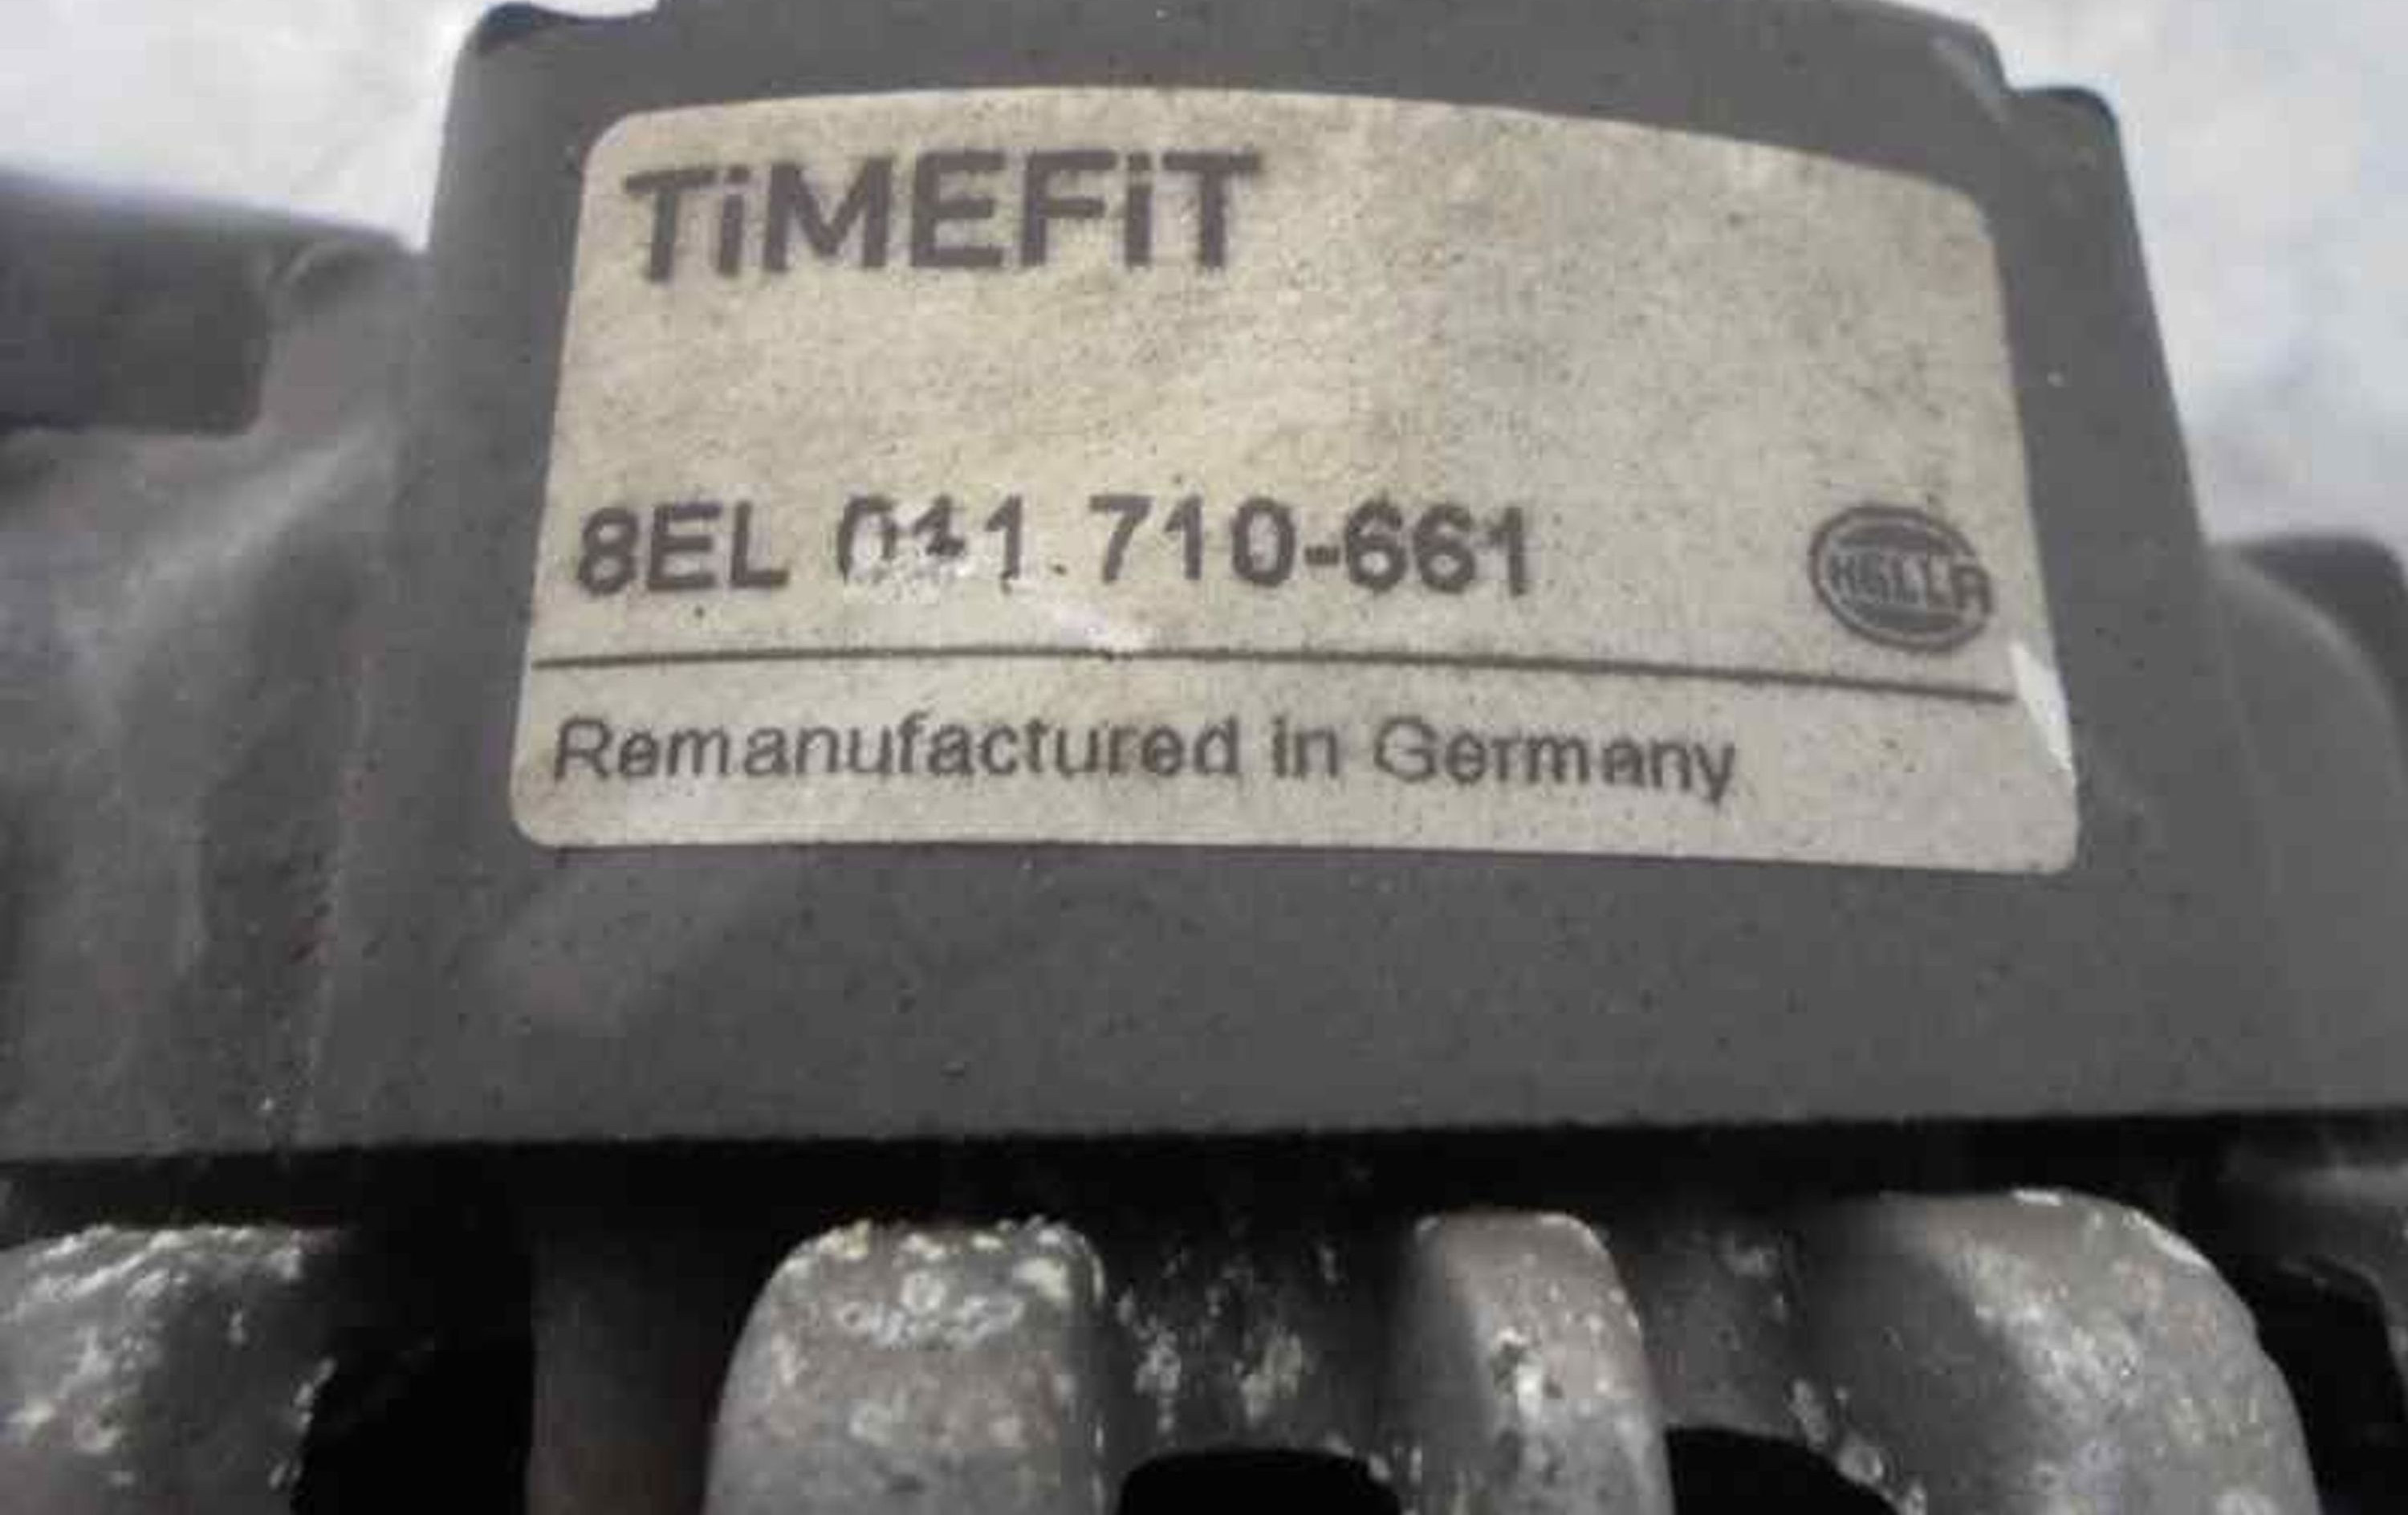 TiMEFiT
8EL 011 710-661
HELLA
Remanufactured in Germany